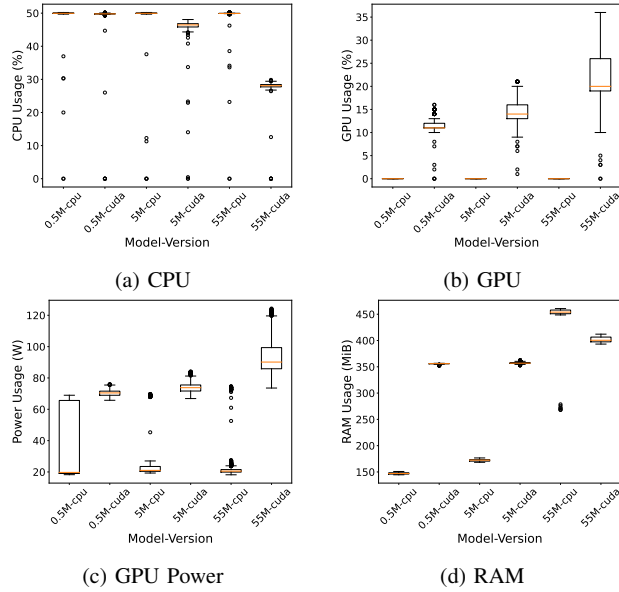 50
40
30
20
10
0
CPU Usage (%)
0.5M-cpu
0.5M-cuda
5M-cpu
5M-cuda
55M-cpu
55M-cuda
Model-Version
(a) CPU
35
30
25
20
15
10
5
0
GPU Usage (%)
0.5M-cpu
0.5M-cuda
5M-cpu
5M-cuda
55M-cpu
55M-cuda
Model-Version
(b) GPU
120
100
80
60
40
20
Power Usage (W)
0.5M-cpu
0.5M-cuda
5M-cpu
5M-cuda
55M-cpu
55M-cuda
Model-Version
(c) GPU Power
450
400
350
300
250
200
150
RAM Usage (MiB)
0.5M-cpu
0.5M-cuda
5M-cpu
5M-cuda
55M-cpu
55M-cuda
Model-Version
(d) RAM